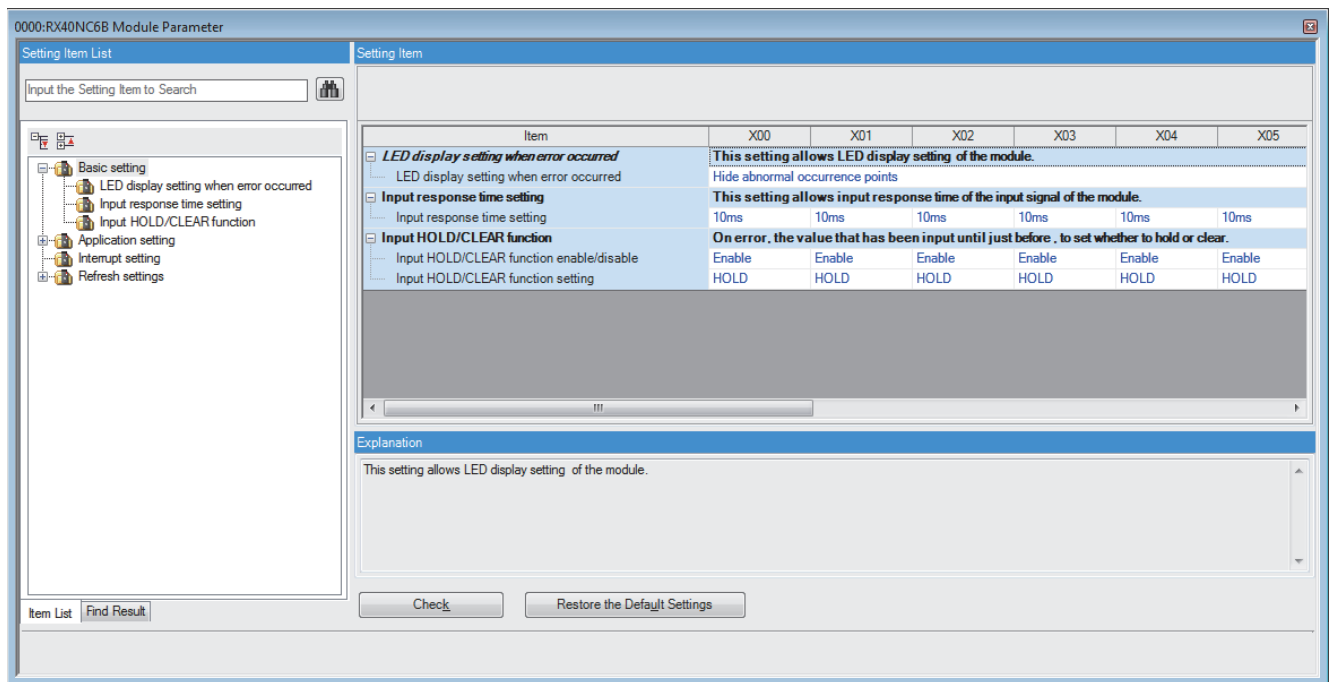 0000:RX40NC6B Module Parameter
Setting Item List
Input the Setting Item to Search
Basic setting
LED display setting when error occurred
Input response time setting
Input HOLD/CLEAR function
Application setting
Interrupt setting
Refresh settings
Item List Find Result
Setting Item
Item X00 X01 X02 X03 X04 X05
LED display setting when error occurred This setting allows LED display setting of the module.
LED display setting when error occurred Hide abnormal occurrence points
Input response time setting This setting allows input response time of the input signal of the module.
Input response time setting 10ms 10ms 10ms 10ms 10ms 10ms
Input HOLD/CLEAR function On error, the value that has been input until just before , to set whether to hold or clear.
Input HOLD/CLEAR function enable/disable Enable Enable Enable Enable Enable Enable
Input HOLD/CLEAR function setting HOLD HOLD HOLD HOLD HOLD HOLD
Explanation
This setting allows LED display setting of the module.
Check Restore the Default Settings